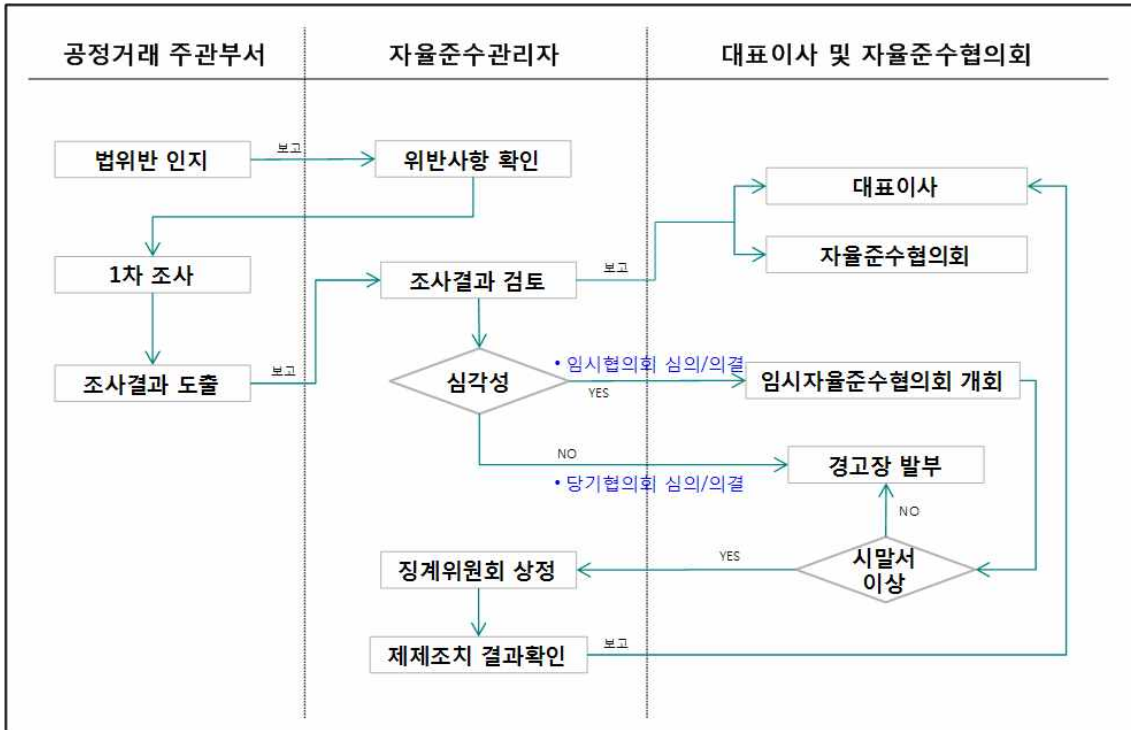 공정거래 주관부서
자율준수관리자
대표이사 및 자율준수협의회
법위반 인지
보고
위반사항 확인
대표이사
1차 조사
조사결과 검토
보고
자율준수협의회
조사결과 도출
보고
심각성
• 임시협의회 심의/의결
YES
임시자율준수협의회 개회
NO
• 당기협의회 심의/의결
경고장 발부
NO
징계위원회 상정
YES
시말서
이상
제제조치 결과확인
보고